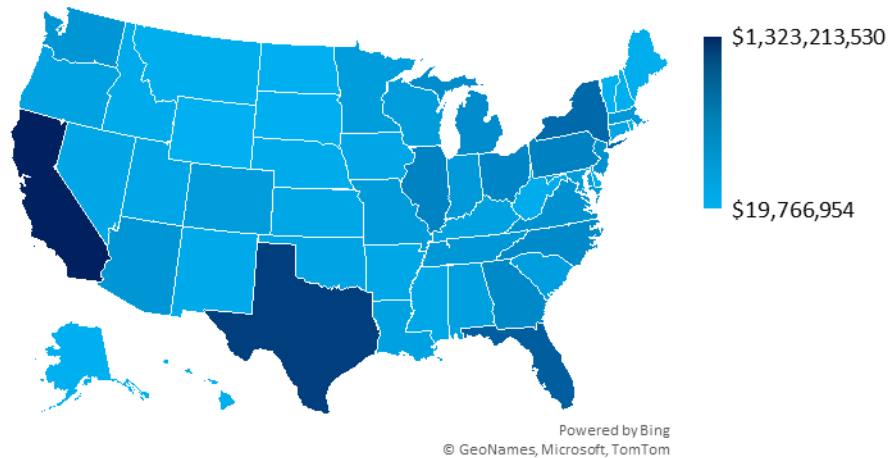 $1,323,213,530
$19,766,954
Powered by Bing
© GeoNames, Microsoft, TomTom